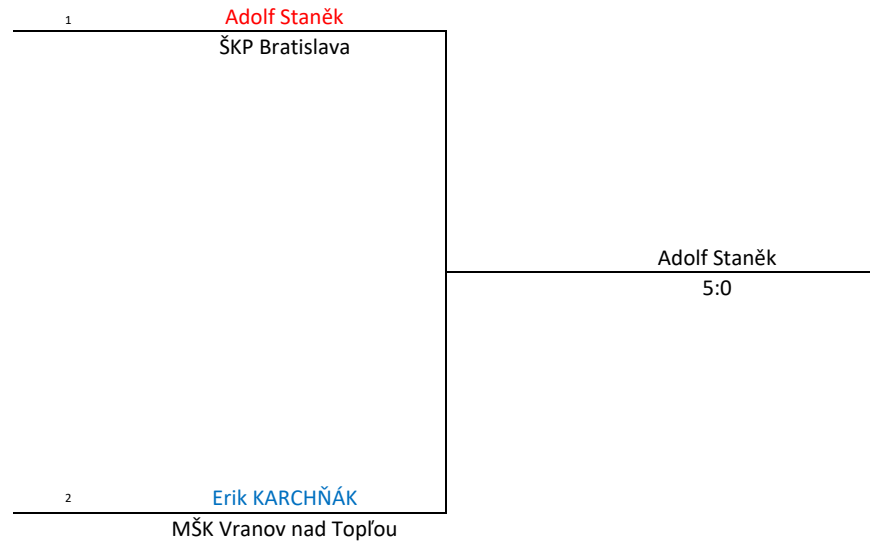 1 Adolf Staněk
ŠKP Bratislava
Adolf Staněk
5:0
2 Erik KARCHŇÁK
MŠK Vranov nad Topľou